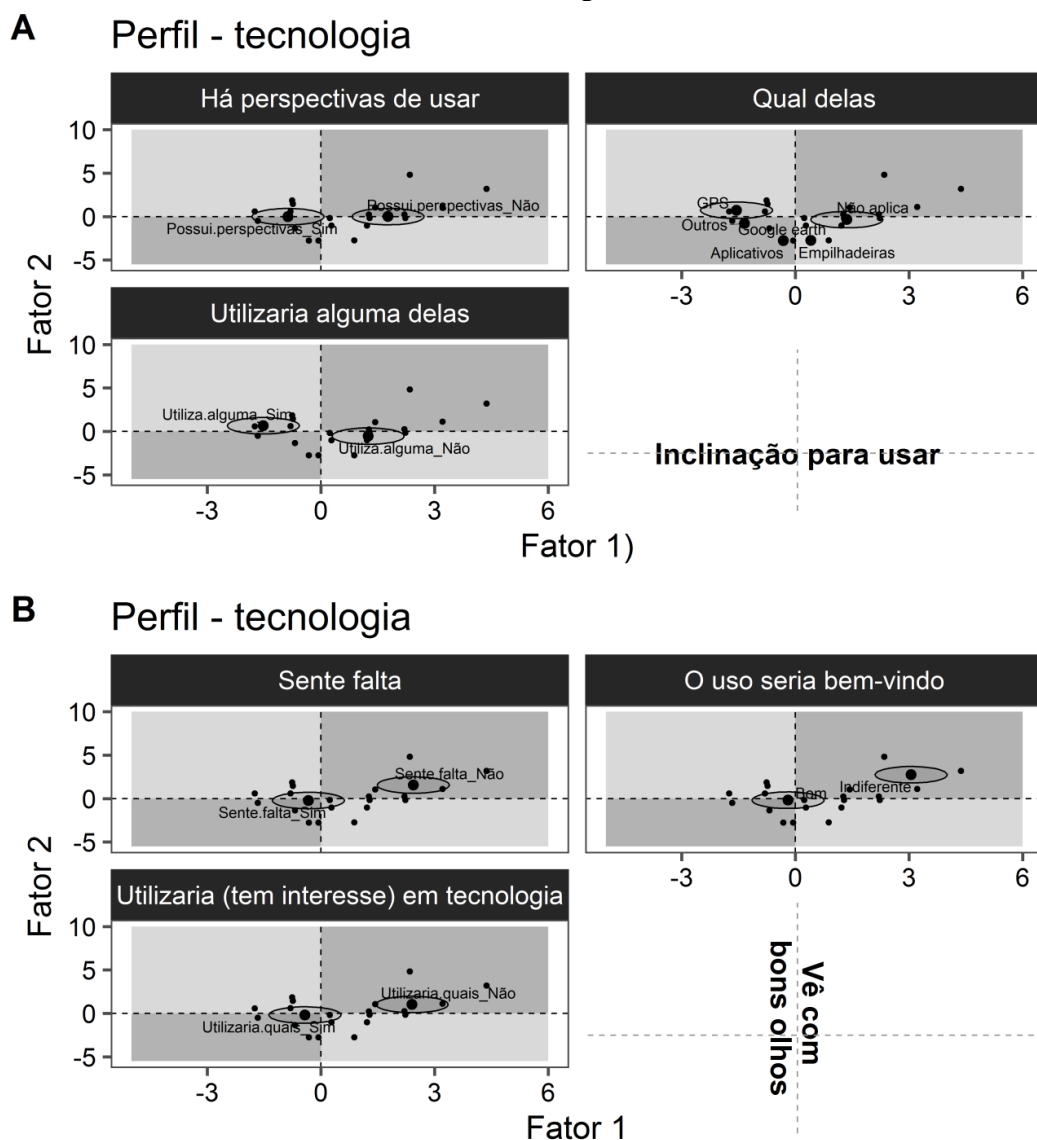 A
Perfil - tecnologia
Há perspectivas de usar
Qual delas
10
5
0
-5
Possui.perspectivas_Não
Possui.perspectivas_Sim
GPS
Não aplica
Outros
Google earth
Aplicativos
Empilhadeiras
-3
0
3
6
Utilizaria alguma delas
10
5
0
-5
Utiliza.alguma_Sim
Utiliza.alguma_Não
-3
0
3
6
Fator 2
Fator 1)
Inclinação para usar
B
Perfil - tecnologia
Sente falta
O uso seria bem-vindo
10
5
0
-5
Sente.falta_Não
Sente.falta_Sim
Bom
Indiferente
-3
0
3
6
Utilizaria (tem interesse) em tecnologia
10
5
0
-5
Utilizaria.quais_Não
Utilizaria.quais_Sim
-3
0
3
6
Fator 2
Fator 1
Vê com
bons olhos